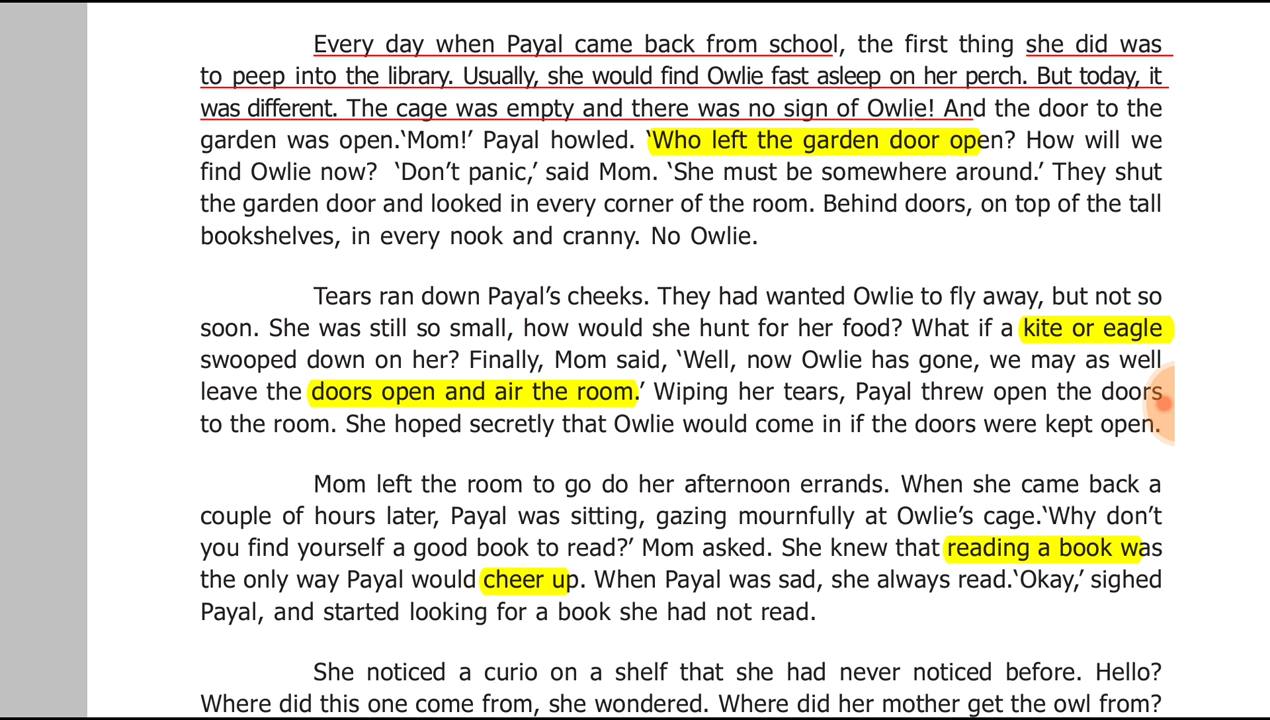 Every day when Payal came back from school, the first thing she did was
to peep into the library. Usually, she would find Owlie fast asleep on her perch. But today, it
was different. The cage was empty and there was no sign of Owlie! And the door to the
garden was open.‘Mom!’ Payal howled. ‘Who left the garden door open? How will we
find Owlie now?  ‘Don’t panic,’ said Mom. ‘She must be somewhere around.’ They shut
the garden door and looked in every corner of the room. Behind doors, on top of the tall
bookshelves, in every nook and cranny. No Owlie.
Tears ran down Payal’s cheeks. They had wanted Owlie to fly away, but not so
soon. She was still so small, how would she hunt for her food? What if a kite or eagle
swooped down on her? Finally, Mom said, ‘Well, now Owlie has gone, we may as well
leave the doors open and air the room.’ Wiping her tears, Payal threw open the doors
to the room. She hoped secretly that Owlie would come in if the doors were kept open.
Mom left the room to go do her afternoon errands. When she came back a
couple of hours later, Payal was sitting, gazing mournfully at Owlie’s cage.‘Why don’t
you find yourself a good book to read?’ Mom asked. She knew that reading a book was
the only way Payal would cheer up. When Payal was sad, she always read.‘Okay,’ sighed
Payal, and started looking for a book she had not read.
She noticed a curio on a shelf that she had never noticed before. Hello?
Where did this one come from, she wondered. Where did her mother get the owl from?